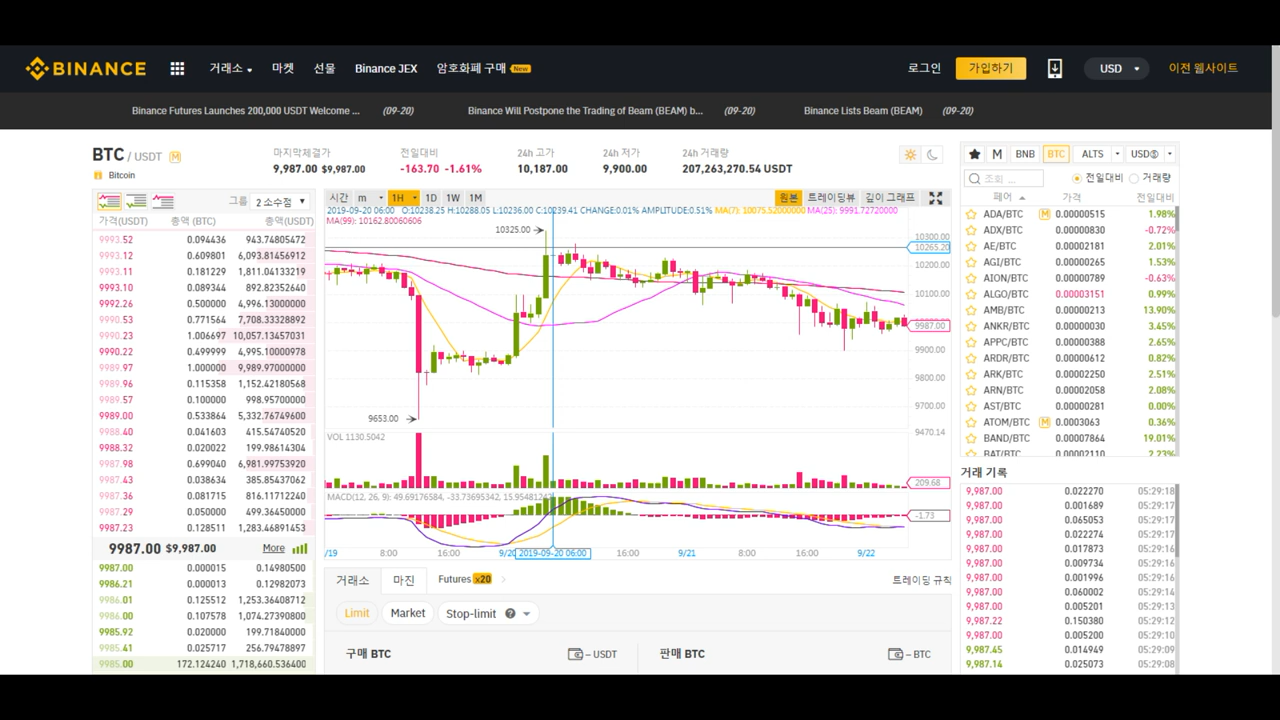 BINANCE 거래소 마켓 선물 Binance JEX 암호화폐 구매 New 로그인 가입하기 USD 이전 웹사이트
Binance Futures Launches 200,000 USDT Welcome ... (09-20) Binance Will Postpone the Trading of Beam (BEAM) b... (09-20) Binance Lists Beam (BEAM) (09-20)
BTC / USDT M
Bitcoin
마지막체결가 전일대비 24h 고가 24h 저가 24h 거래량
9,987.00 $9,987.00 -163.70 -1.61% 10,187.00 9,900.00 207,263,270.54 USDT
그룹 2 소수점
가격(USDT) 총액 (BTC) 총액(USDT)
9993.52 0.094436 943.74805472
9993.12 0.609801 6,093.81456912
9993.11 0.181229 1,811.04133219
9993.10 0.089344 892.82352640
9992.26 0.500000 4,996.13000000
9990.53 0.771564 7,708.33328892
9990.23 1.006697 10,057.13457031
9990.22 0.499999 4,995.10000978
9989.97 1.000000 9,989.97000000
9989.96 0.115358 1,152.42180568
9989.57 0.100000 998.95700000
9989.00 0.533864 5,332.76749600
9988.40 0.041603 415.54740520
9988.32 0.020022 199.98614304
9987.98 0.699040 6,981.99753920
9987.43 0.038634 385.85437062
9987.36 0.081715 816.11712240
9987.29 0.050000 499.36450000
9987.23 0.128511 1,283.46891453
9987.00 $9,987.00 More
9987.00 0.000015 0.14980500
9986.21 0.000013 0.12982073
9986.01 0.125512 1,253.36408712
9986.00 0.107578 1,074.27390800
9985.92 0.020000 199.71840000
9985.41 0.025717 256.79478897
9985.00 172.124240 1,718,660.536400
시간 m 1H 1D 1W 1M 원본 트레이딩뷰 깊이 그래프
2019-09-20 06:00 O:10238.25 H:10288.05 L:10236.00 C:10239.41 CHANGE:0.01% AMPLITUDE:0.51% MA(7): 10075.52000000 MA(25): 9991.72720000
MA(99): 10162.80060606
10325.00
9653.00
10300.00
10265.20
10200.00
10100.00
9987.00
9900.00
9800.00
9700.00
9470.14
VOL 1130.5042
209.68
MACD(12, 26, 9): 49.69176584, -33.73695342,
-1.73
/19 8:00 16:00 9/20 2019-09-20 06:00 16:00 9/21 8:00 16:00 9/22
거래소 마진 Futures x20 트레이딩 규칙
Limit Market Stop-limit ?
구매 BTC – USDT 판매 BTC – BTC
M BNB BTC ALTS USDⓈ
조회 ... 전일대비 거래량
페어 가격 전일대비
ADA/BTC M 0.00000515 1.98%
ADX/BTC 0.00000830 -0.72%
AE/BTC 0.00002181 2.01%
AGI/BTC 0.00000265 1.53%
AION/BTC 0.00000789 -0.63%
ALGO/BTC 0.00003151 0.99%
AMB/BTC 0.00000213 13.90%
ANKR/BTC 0.00000030 3.45%
APPC/BTC 0.00000388 2.65%
ARDR/BTC 0.00000612 0.82%
ARK/BTC 0.00002250 2.51%
ARN/BTC 0.00002058 2.08%
AST/BTC 0.00000281 0.00%
ATOM/BTC M 0.0003063 0.36%
BAND/BTC 0.00007864 19.01%
BAT/BTC 0.00002110 2.23%
거래 기록
9,987.00 0.022270 05:29:18
9,987.00 0.001689 05:29:17
9,987.00 0.065053 05:29:17
9,987.00 0.022274 05:29:17
9,987.00 0.017873 05:29:16
9,987.00 0.009734 05:29:16
9,987.00 0.001996 05:29:16
9,987.00 0.060002 05:29:14
9,987.00 0.005201 05:29:13
9,987.22 0.150380 05:29:12
9,987.00 0.005200 05:29:10
9,987.45 0.014949 05:29:09
9,987.14 0.025073 05:29:08